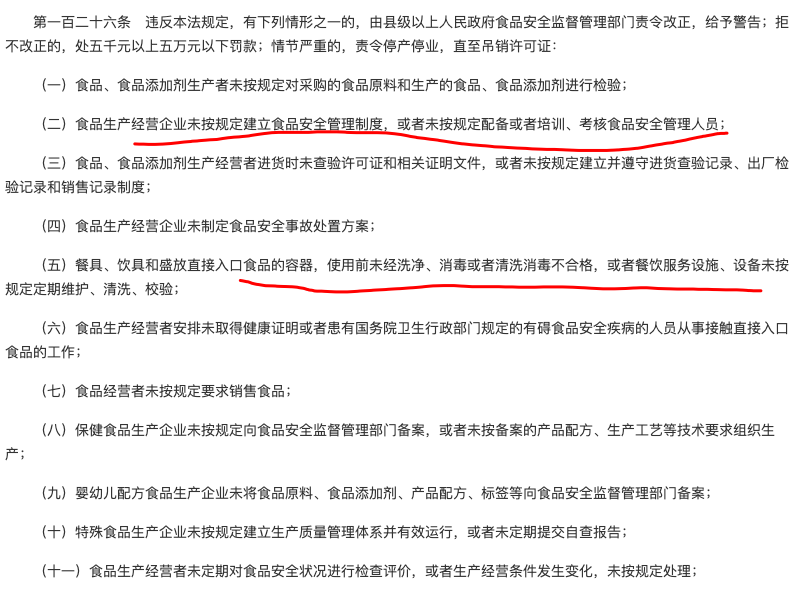 第一百二十六条　违反本法规定，有下列情形之一的，由县级以上人民政府食品安全监督管理部门责令改正，给予警告；拒
不改正的，处五千元以上五万元以下罚款；情节严重的，责令停产停业，直至吊销许可证：
（一）食品、食品添加剂生产者未按规定对采购的食品原料和生产的食品、食品添加剂进行检验；
（二）食品生产经营企业未按规定建立食品安全管理制度，或者未按规定配备或者培训、考核食品安全管理人员；
（三）食品、食品添加剂生产经营者进货时未查验许可证和相关证明文件，或者未按规定建立并遵守进货查验记录、出厂检
验记录和销售记录制度；
（四）食品生产经营企业未制定食品安全事故处置方案；
（五）餐具、饮具和盛放直接入口食品的容器，使用前未经洗净、消毒或者清洗消毒不合格，或者餐饮服务设施、设备未按
规定定期维护、清洗、校验；
（六）食品生产经营者安排未取得健康证明或者患有国务院卫生行政部门规定的有碍食品安全疾病的人员从事接触直接入口
食品的工作；
（七）食品经营者未按规定要求销售食品；
（八）保健食品生产企业未按规定向食品安全监督管理部门备案，或者未按备案的产品配方、生产工艺等技术要求组织生
产；
（九）婴幼儿配方食品生产企业未将食品原料、食品添加剂、产品配方、标签等向食品安全监督管理部门备案；
（十）特殊食品生产企业未按规定建立生产质量管理体系并有效运行，或者未定期提交自查报告；
（十一）食品生产经营者未定期对食品安全状况进行检查评价，或者生产经营条件发生变化，未按规定处理；